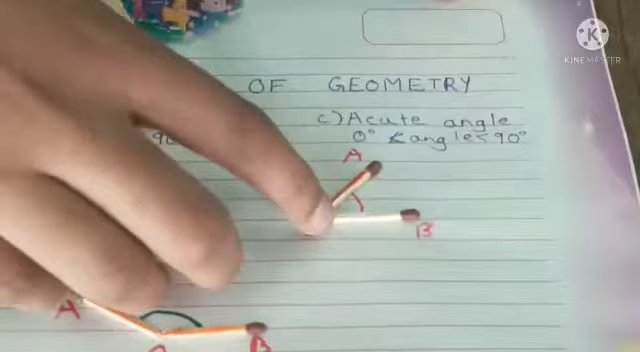 K
KINEMASTER
OF GEOMETRY
c) Acute angle
0° < angle < 90°
A
B
A
B